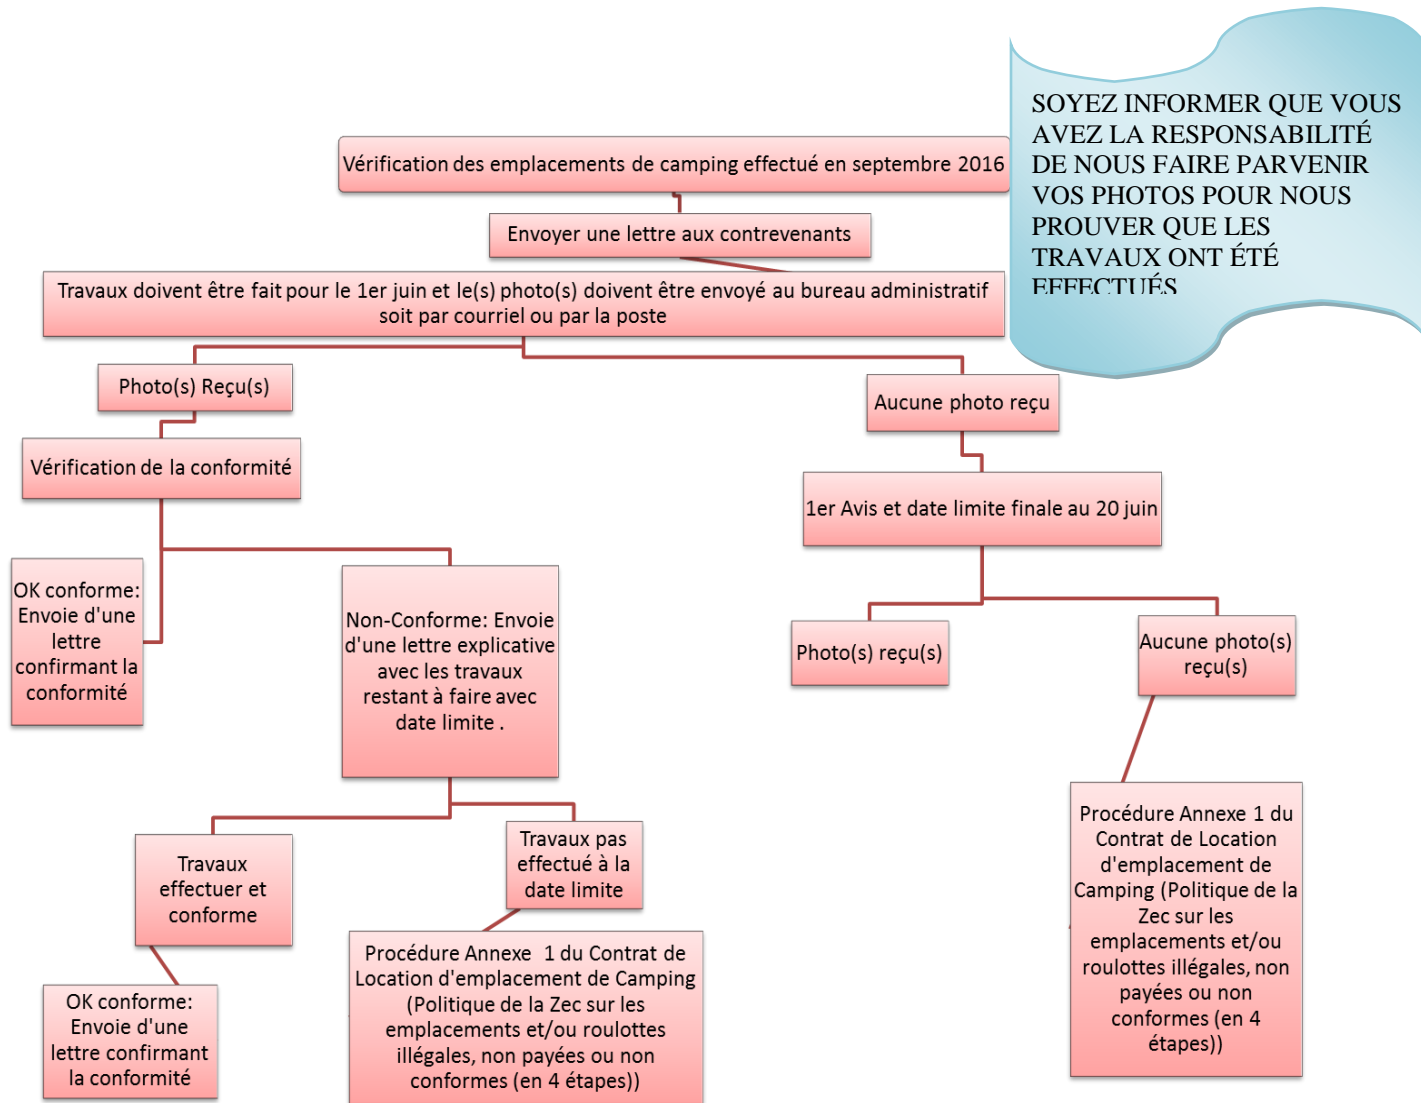 SOYEZ INFORMER QUE VOUS
AVEZ LA RESPONSABILITÉ
DE NOUS FAIRE PARVENIR
VOS PHOTOS POUR NOUS
PROUVER QUE LES
TRAVAUX ONT ÉTÉ
EFFECTUÉS
Vérification des emplacements de camping effectué en septembre 2016
Envoyer une lettre aux contrevenants
Travaux doivent être fait pour le 1er juin et le(s) photo(s) doivent être envoyé au bureau administratif
soit par courriel ou par la poste
Photo(s) Reçu(s)
Vérification de la conformité
OK conforme:
Envoie d'une
lettre
confirmant la
conformité
Non-Conforme: Envoie
d'une lettre explicative
avec les travaux
restant à faire avec
date limite .
Travaux
effectuer et
conforme
OK conforme:
Envoie d'une
lettre confirmant
la conformité
Travaux pas
effectué à la
date limite
Procédure Annexe 1 du Contrat de
Location d'emplacement de Camping
(Politique de la Zec sur les
emplacements et/ou roulottes
illégales, non payées ou non
conformes (en 4 étapes))
Aucune photo reçu
1er Avis et date limite finale au 20 juin
Photo(s) reçu(s)
Aucune photo(s)
reçu(s)
Procédure Annexe 1 du
Contrat de Location
d'emplacement de
Camping (Politique de la
Zec sur les
emplacements et/ou
roulottes illégales, non
payées ou non
conformes (en 4
étapes))